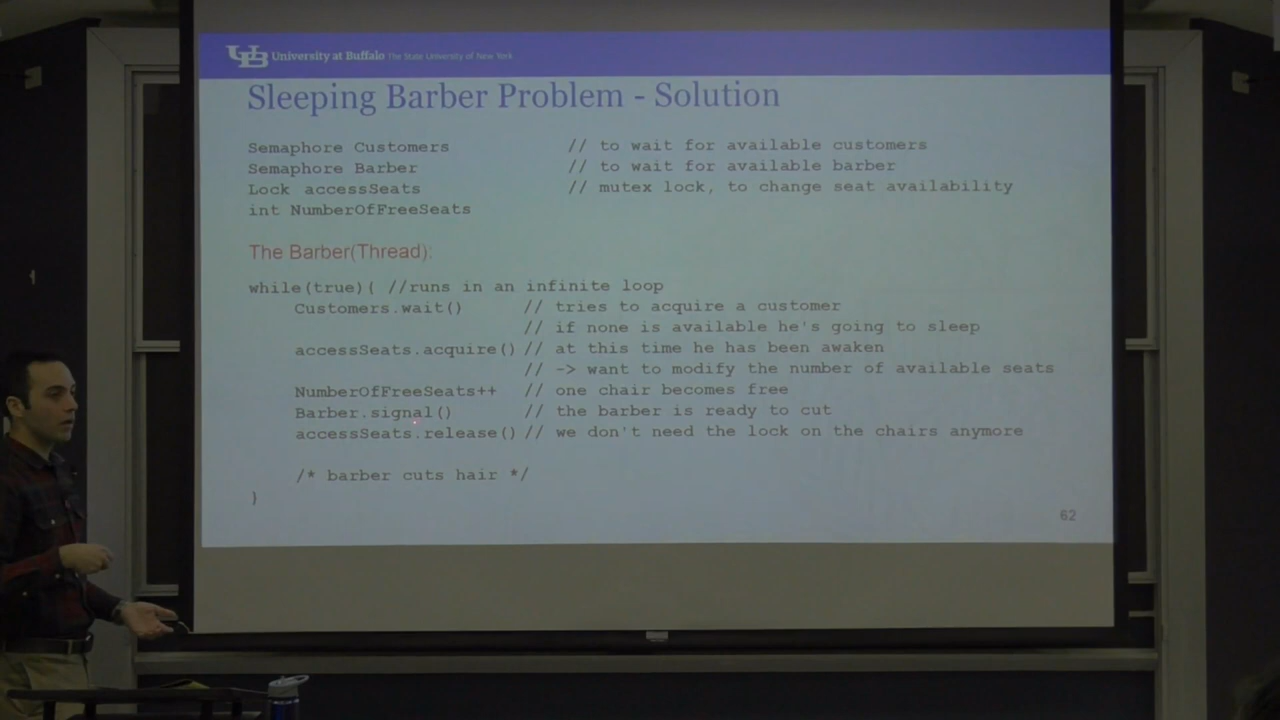 UB University at Buffalo The State University of New York
Sleeping Barber Problem - Solution
Semaphore Customers // to wait for available customers
Semaphore Barber // to wait for available barber
Lock accessSeats // mutex lock, to change seat availability
int NumberOfFreeSeats
The Barber(Thread):
while(true){ //runs in an infinite loop
Customers.wait() // tries to acquire a customer
// if none is available he's going to sleep
accessSeats.acquire() // at this time he has been awaken
// -> want to modify the number of available seats
NumberOfFreeSeats++ // one chair becomes free
Barber.signal() // the barber is ready to cut
accessSeats.release() // we don't need the lock on the chairs anymore
/* barber cuts hair */
}
62